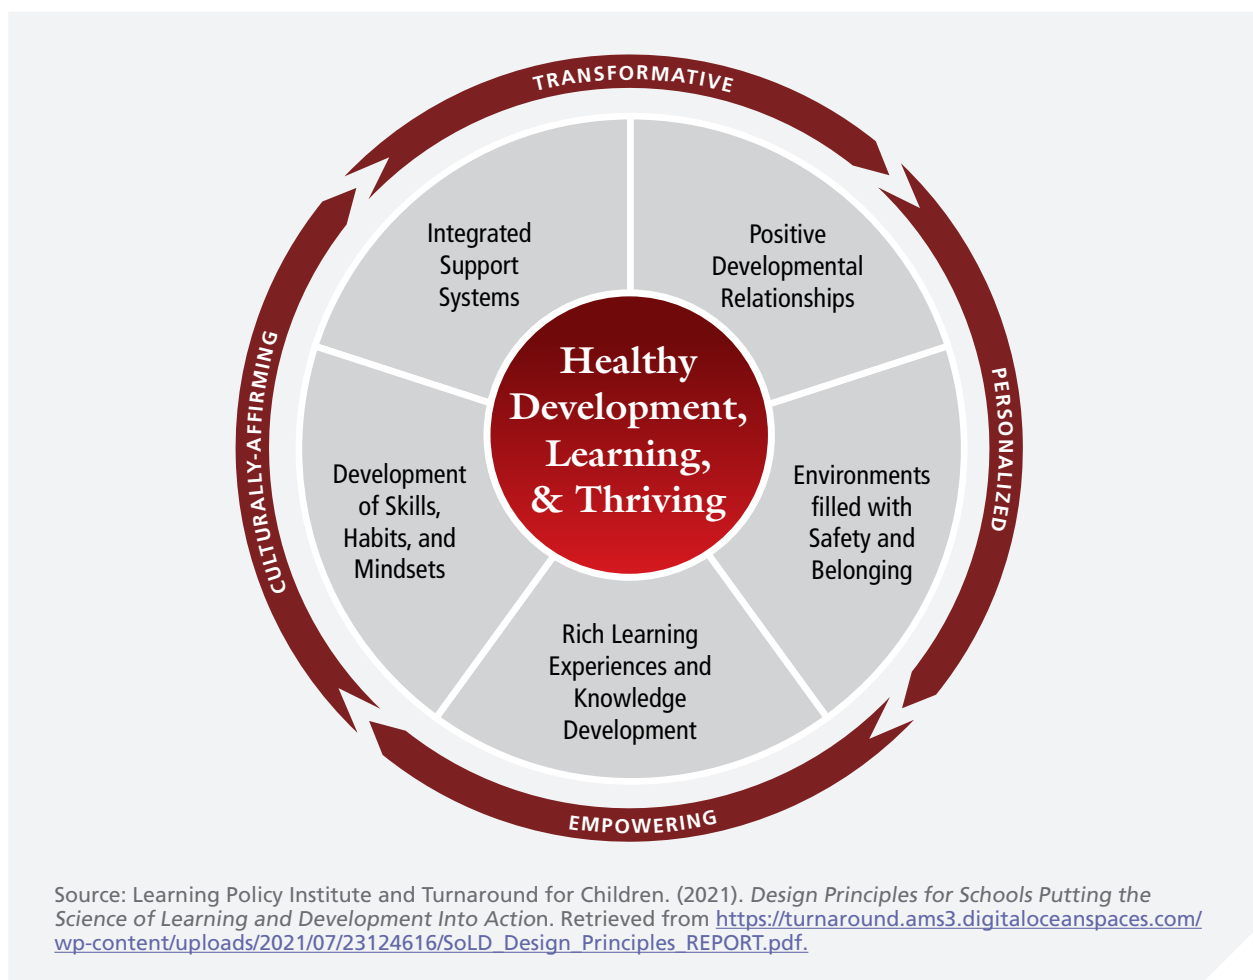 TRANSFORMATIVE
Integrated
Support
Systems
Positive
Developmental
Relationships
Healthy
Development,
Learning,
& Thriving
CULTURALLY-AFFIRMING
PERSONALIZED
Development
of Skills,
Habits, and
Mindsets
Environments
filled with
Safety and
Belonging
Rich Learning
Experiences and
Knowledge
Development
EMPOWERING
Source: Learning Policy Institute and Turnaround for Children. (2021). Design Principles for Schools Putting the
Science of Learning and Development Into Action. Retrieved from https://turnaround.ams3.digitaloceanspaces.com/
wp-content/uploads/2021/07/23124616/SoLD_Design_Principles_REPORT.pdf.